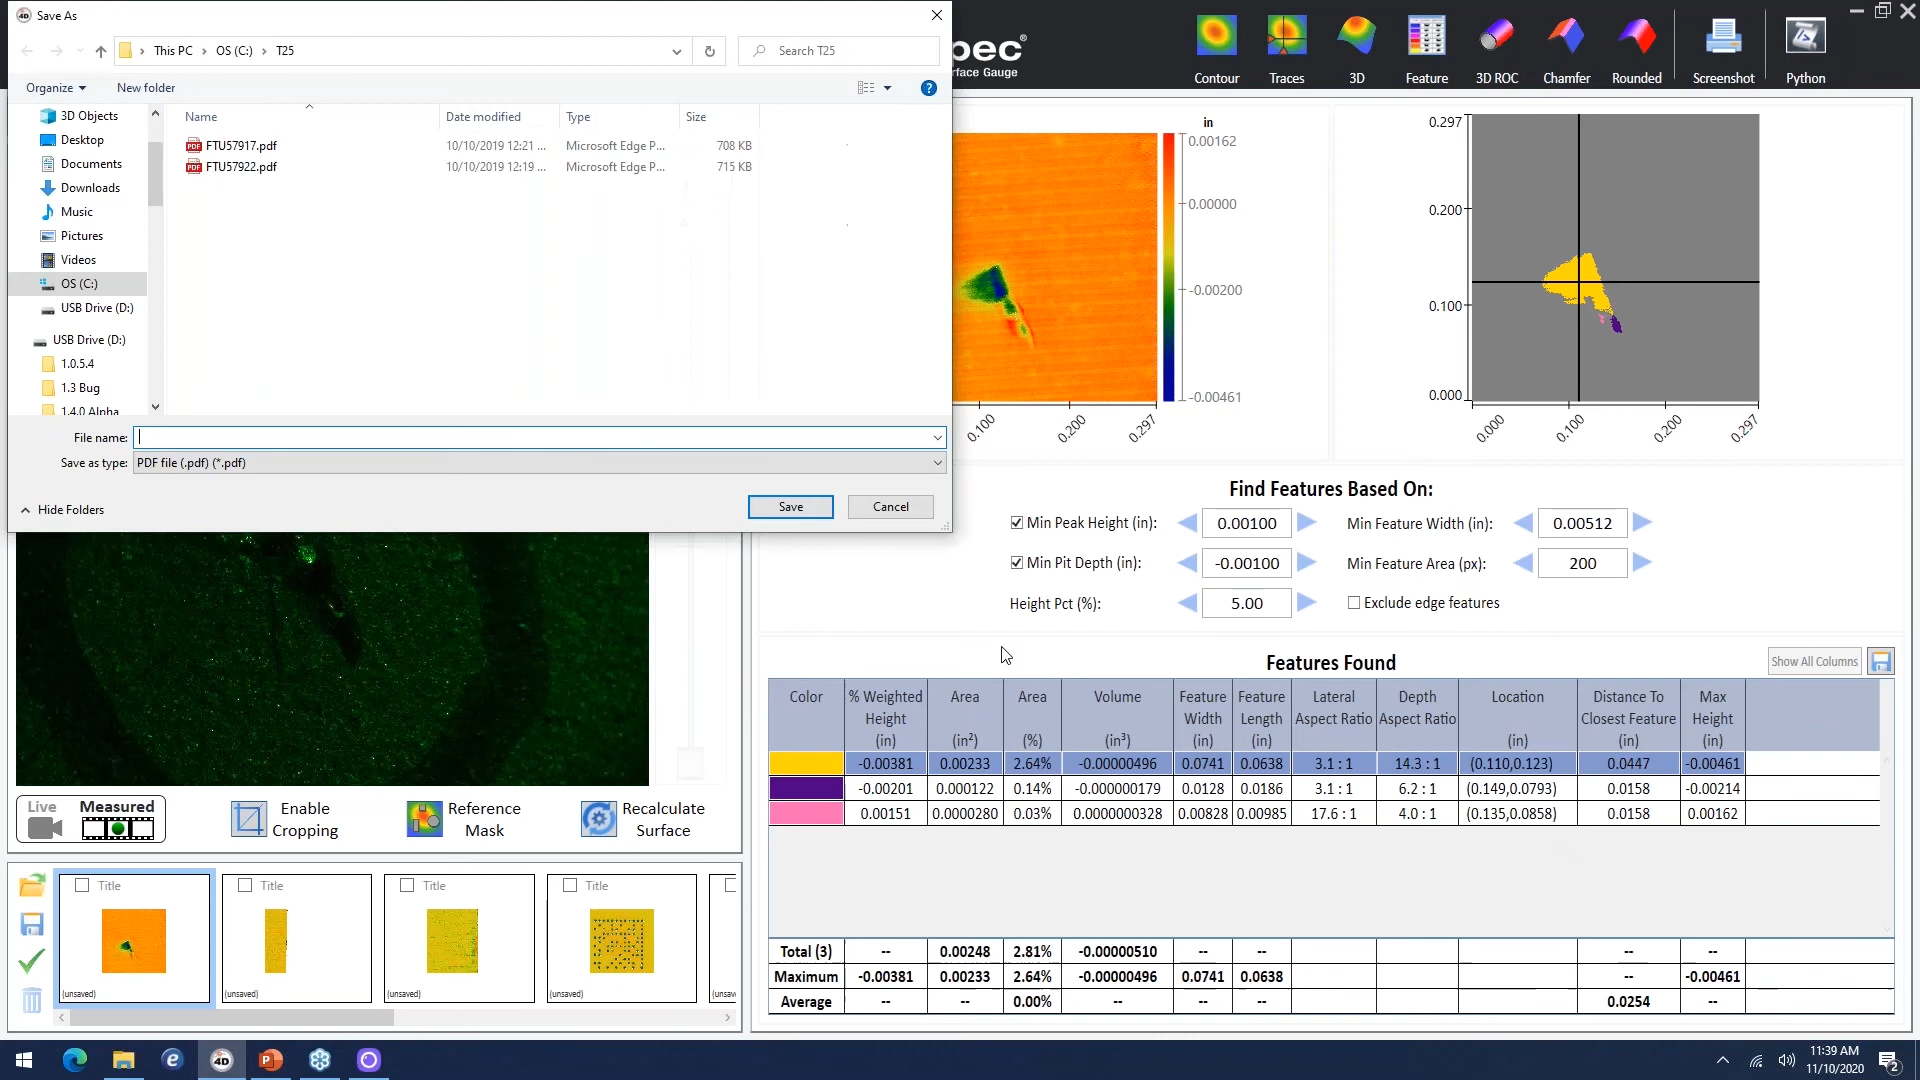 4D Save As
This PC > OS (C:) > T25
Search T25
Organize
New folder
?
3D Objects
Desktop
Documents
Downloads
Music
Pictures
Videos
OS (C:)
USB Drive (D:)
USB Drive (D:)
1.0.5.4
1.3 Bug
1.4.0 Alpha
Name Date modified Type Size
PDF FTU57917.pdf 10/10/2019 12:21 ... Microsoft Edge P... 708 KB
PDF FTU57922.pdf 10/10/2019 12:19 ... Microsoft Edge P... 715 KB
File name:
Save as type: PDF file (.pdf) (*.pdf)
Hide Folders
Save
Cancel
pec®
rface Gauge
Contour
Traces
3D
Feature
3D ROC
Chamfer
Rounded
Screenshot
Python
in
0.00162
0.00000
-0.00200
-0.00461
0.100
0.200
0.297
0.297
0.200
0.100
0.000
0.000
0.100
0.200
0.297
Find Features Based On:
Min Peak Height (in): 0.00100
Min Feature Width (in): 0.00512
Min Pit Depth (in): -0.00100
Min Feature Area (px): 200
Height Pct (%): 5.00
Exclude edge features
Features Found
Show All Columns
Color
% Weighted
Height
(in)
Area
(in²)
Area
(%)
Volume
(in³)
Feature
Width
(in)
Feature
Length
(in)
Lateral
Aspect Ratio
Depth
Aspect Ratio
Location
(in)
Distance To
Closest Feature
(in)
Max
Height
(in)
-0.00381 0.00233 2.64% -0.00000496 0.0741 0.0638 3.1 : 1 14.3 : 1 (0.110,0.123) 0.0447 -0.00461
-0.00201 0.000122 0.14% -0.000000179 0.0128 0.0186 3.1 : 1 6.2 : 1 (0.149,0.0793) 0.0158 -0.00214
0.00151 0.0000280 0.03% 0.0000000328 0.00828 0.00985 17.6 : 1 4.0 : 1 (0.135,0.0858) 0.0158 0.00162
Total (3) -- 0.00248 2.81% -0.00000510 -- -- -- --
Maximum -0.00381 0.00233 2.64% -0.00000496 0.0741 0.0638 -- -0.00461
Average -- -- 0.00% -- -- -- 0.0254 --
Live
Measured
Enable
Cropping
Reference
Mask
Recalculate
Surface
Title
(unsaved)
Title
(unsaved)
Title
(unsaved)
Title
(unsaved)
(unsav
4D
P
11:39 AM
11/10/2020
2